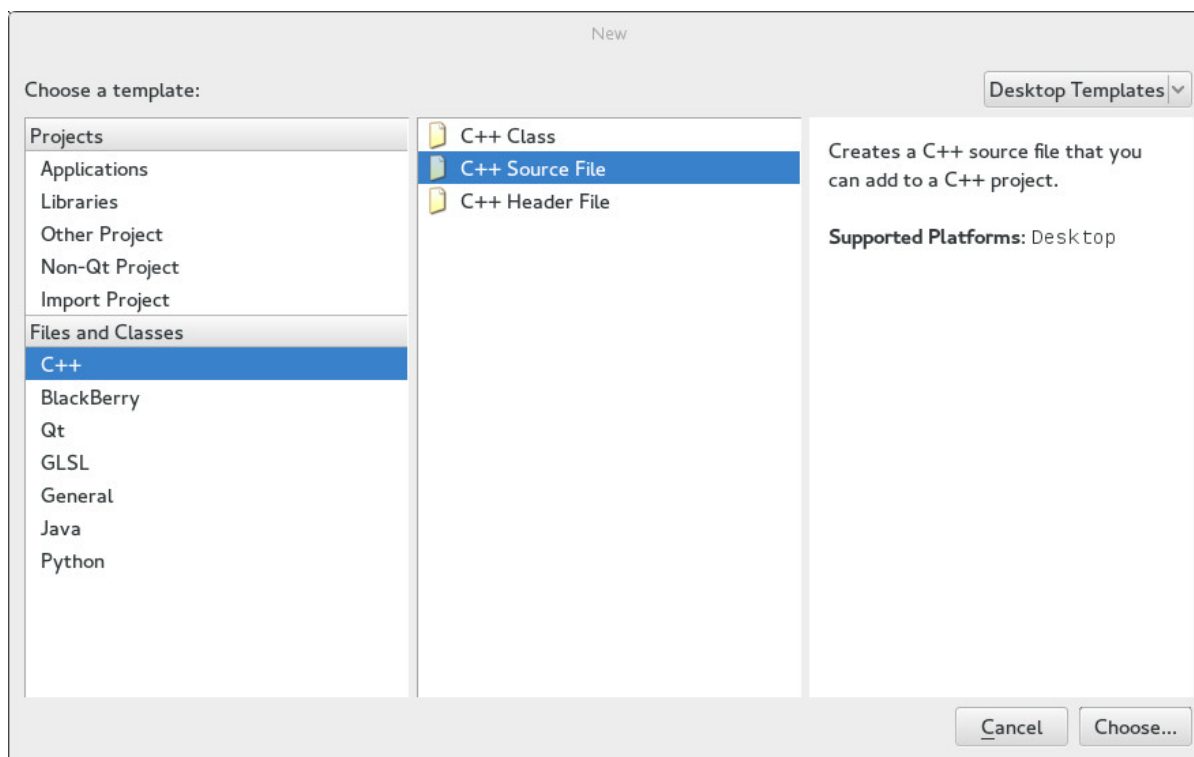 New
Choose a template:
Desktop Templates
Projects
Applications
Libraries
Other Project
Non-Qt Project
Import Project
Files and Classes
C++
BlackBerry
Qt
GLSL
General
Java
Python
C++ Class
C++ Source File
C++ Header File
Creates a C++ source file that you
can add to a C++ project.
Supported Platforms: Desktop
Cancel
Choose...